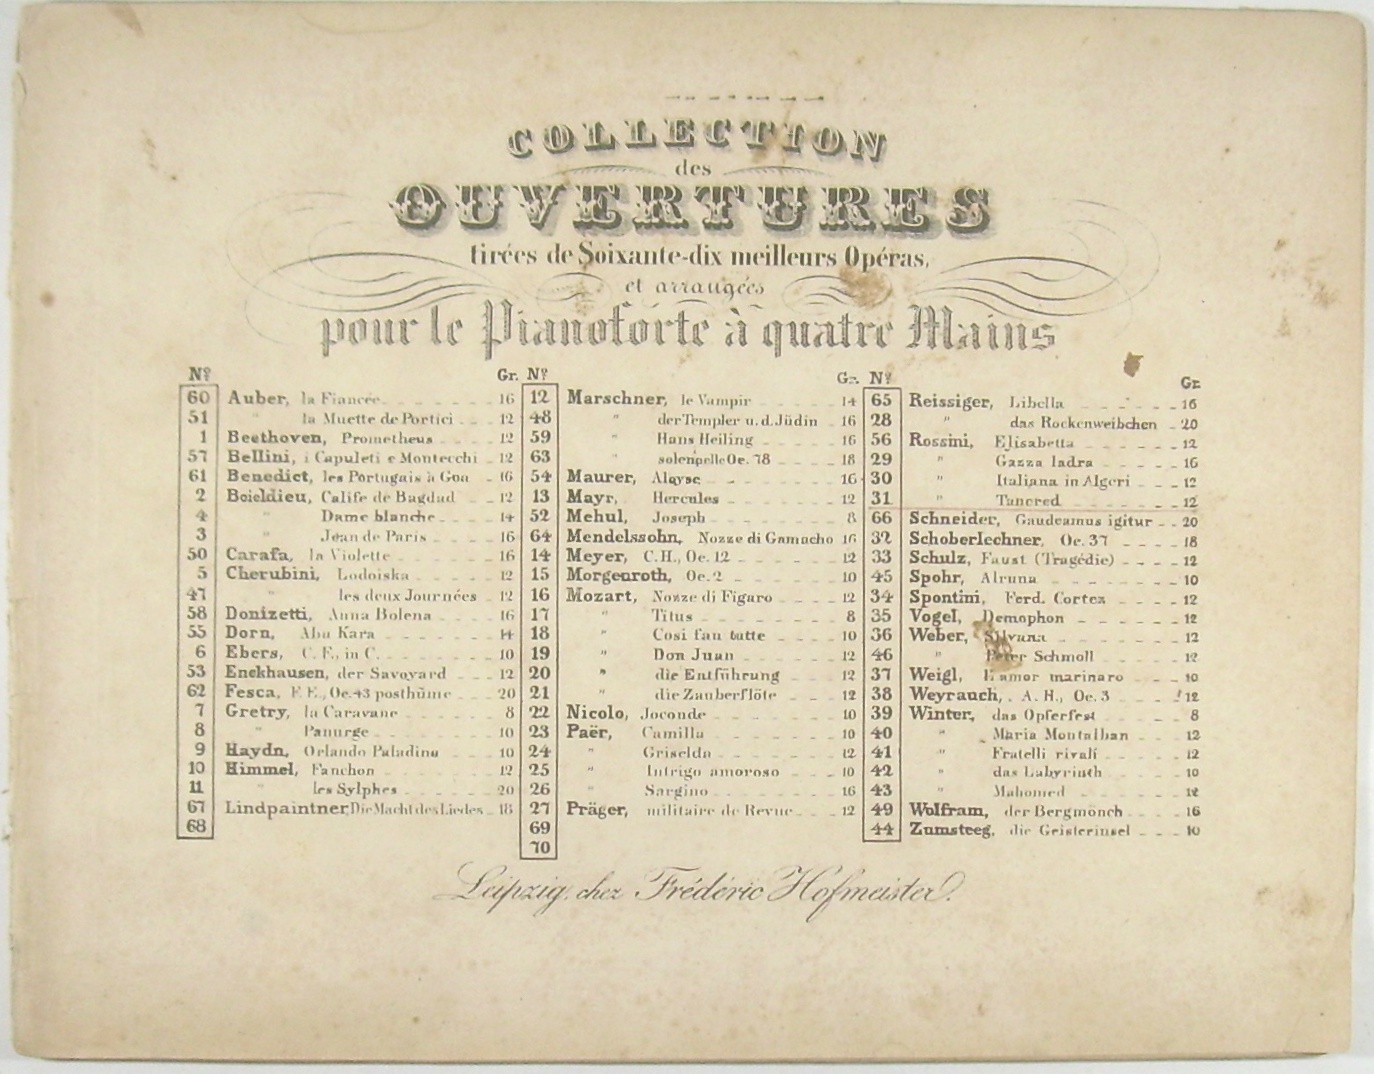 COLLECTION
des
OUVERTURES
tirées de Soixante-dix meilleurs Opéras,
et arrangées
pour le Pianoforte à quatre Mains
Nº Gr.
60 Auber, la Fiancée 16
51 " la Muette de Portici 12
1 Beethoven, Prometheus 12
57 Bellini, i Capuleti e Montecchi 12
61 Benedict, les Portugais à Goa 16
2 Boieldieu, Calife de Bagdad 12
4 " Dame blanche 14
3 " Jean de Paris 16
50 Carafa, la Violette 16
5 Cherubini, Lodoiska 12
47 " les deux Journées 12
58 Donizetti, Anna Bolena 16
55 Dorn, Abu Kara 14
6 Ebers, C. F., in C. 10
53 Enckhausen, der Savoyard 12
62 Fesca, F. E., Oe. 43 posthûme 20
7 Gretry, la Caravane 8
8 " Panurge 10
9 Haydn, Orlando Paladino 10
10 Himmel, Fanchon 12
11 les Sylphes 20
67 Lindpaintner, Die Macht des Liedes 18
68
Nº Gr.
12 Marschner, le Vampir 14
48 " der Templer u. d. Jüdin 16
59 " Hans Heiling 16
63 " solennelle Oe. 78 18
54 Maurer, Aloyse 16
13 Mayr, Hercules 12
52 Mehul, Joseph 8
64 Mendelssohn, Nozze di Gamacho 16
14 Meyer, C. H., Oe. 12 12
15 Morgenroth, Oe. 2 10
16 Mozart, Nozze di Figaro 12
17 " Titus 8
18 " Cosi fan tutte 10
19 " Don Juan 12
20 " die Entführung 12
21 " die Zauberflöte 12
22 Nicolo, Joconde 10
23 Paër, Camilla 10
24 " Griselda 12
25 " Intrigo amoroso 10
26 " Sargino 16
27 Präger, militaire de Revue 12
69
70
Nº Gr.
65 Reissiger, Libella 16
28 " das Rockenweibchen 20
56 Rossini, Elisabetta 12
29 " Gazza ladra 16
30 " Italiana in Algeri 12
31 " Tancred 12
66 Schneider, Gaudeamus igitur 20
32 Schoberlechner, Oe. 37 18
33 Schulz, Faust (Tragédie) 12
45 Spohr, Alruna 10
34 Spontini, Ferd. Cortez 12
35 Vogel, Demophon 12
36 Weber, Silvana 12
46 " Peter Schmoll 12
37 Weigl, L'amor marinaro 10
38 Weyrauch, A. H., Oe. 3 12
39 Winter, das Opferfest 8
40 " Maria Montalban 12
41 " Fratelli rivali 12
42 " das Labyrinth 10
43 " Mahomed 12
49 Wolfram, der Bergmönch 16
44 Zumsteeg, die Geisterinsel 10
Leipzig, chez Frédéric Hofmeister.